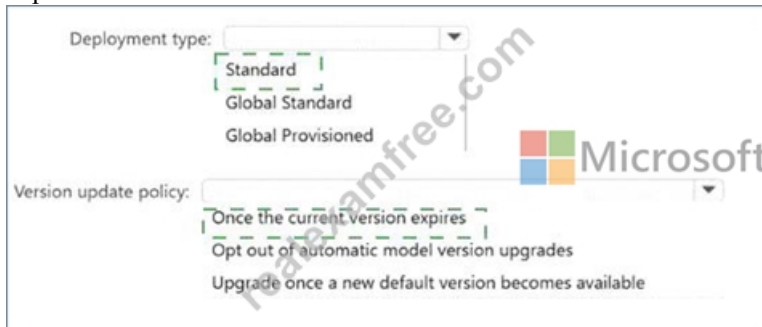 Deployment type:
Standard
Global Standard
Global Provisioned
Microsoft
Version update policy:
Once the current version expires
Opt out of automatic model version upgrades
Upgrade once a new default version becomes available
realexamfree.com